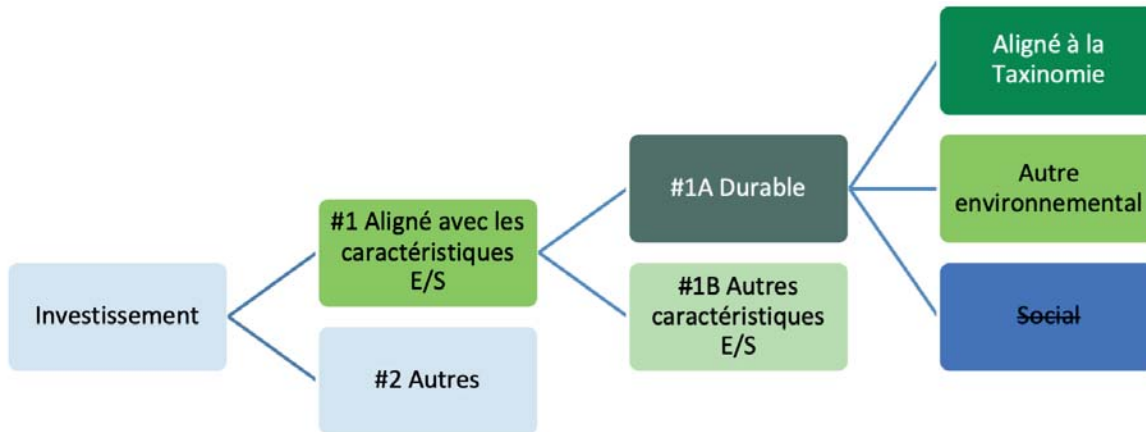 Investissement
#1 Aligné avec les
caractéristiques
E/S
#2 Autres
#1A Durable
#1B Autres
caractéristiques
E/S
Aligné à la
Taxinomie
Autre
environnemental
Social